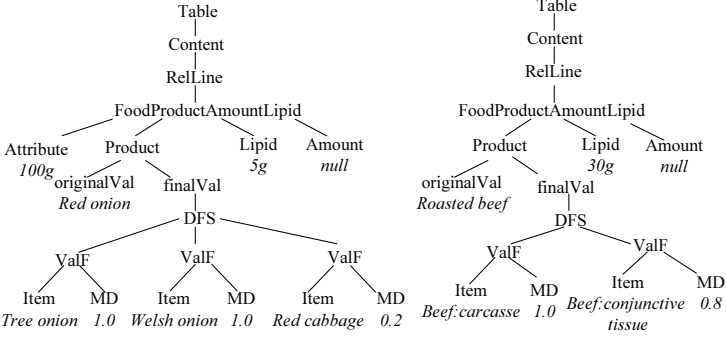 Table
Content
RelLine
FoodProductAmountLipid
Attribute Product Lipid Amount
100g 5g null
originalVal finalVal
Red onion
DFS
ValF ValF ValF
Item MD Item MD Item MD
Tree onion 1.0 Welsh onion 1.0 Red cabbage 0.2
Table
Content
RelLine
FoodProductAmountLipid
Product Lipid Amount
30g null
originalVal finalVal
Roasted beef
DFS
ValF ValF
Item MD Item MD
Beef:carcasse 1.0 Beef:conjunctive 0.8
tissue